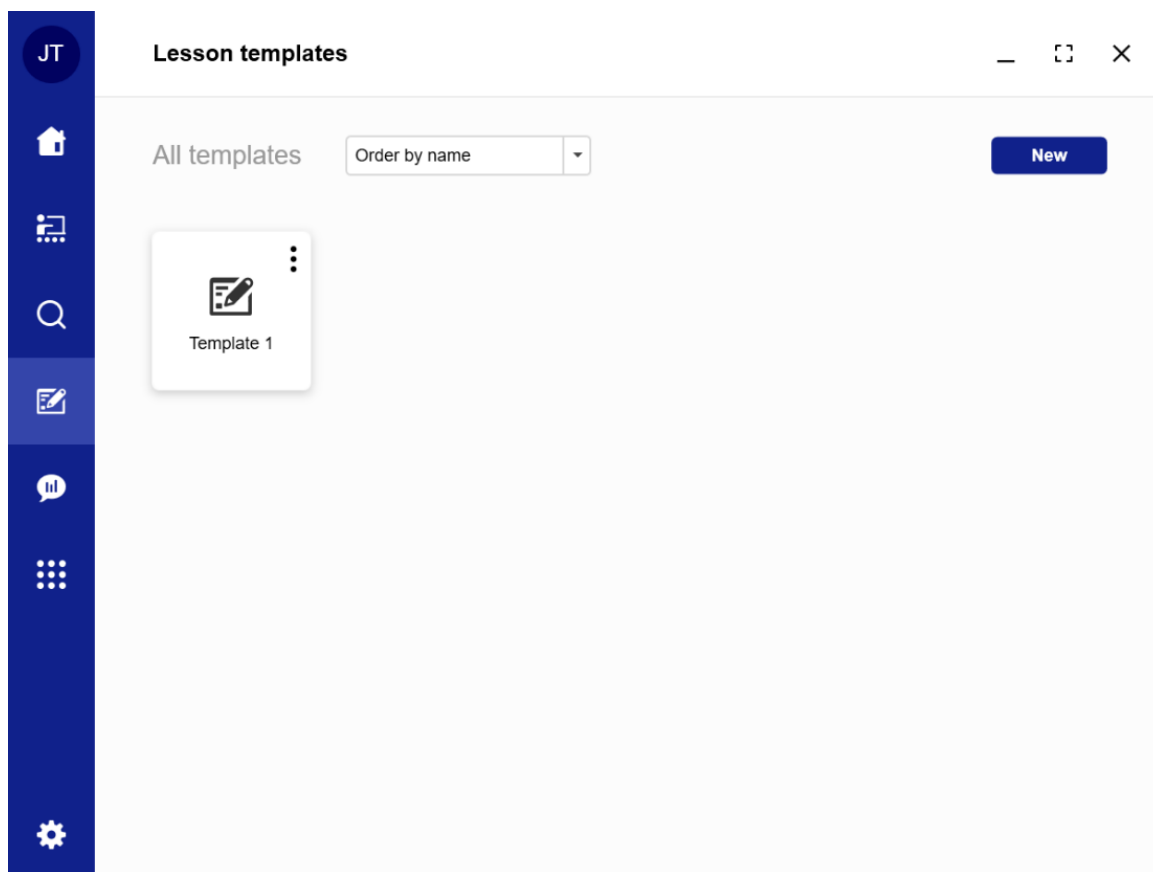 JT
Lesson templates
All templates
Order by name
New
Template 1